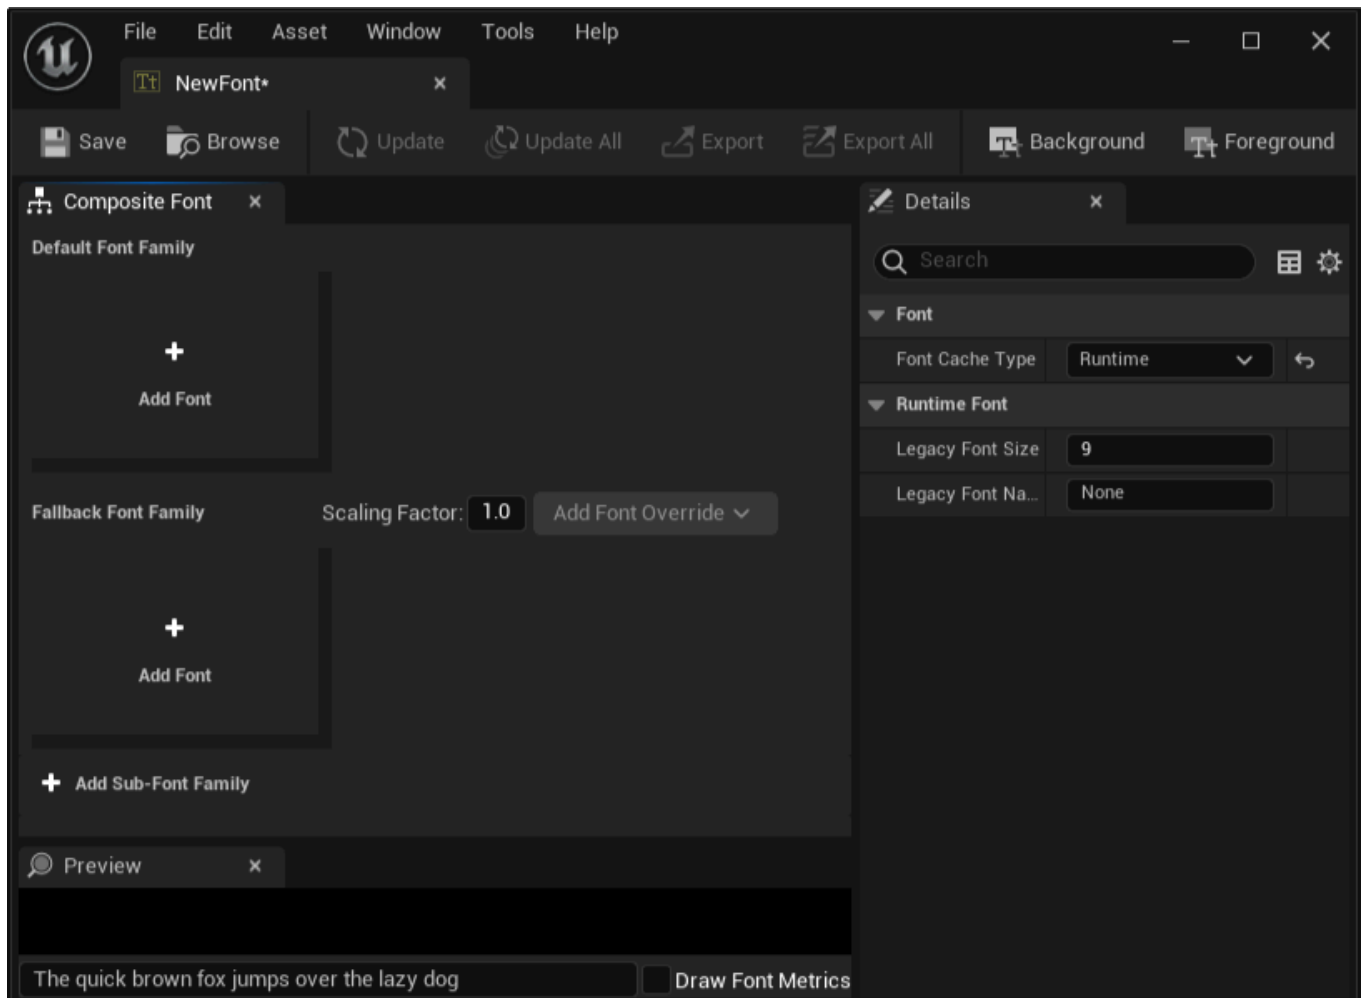 File Edit Asset Window Tools Help
Tt NewFont*
Save Browse Update Update All Export Export All Background Foreground
Composite Font
Details
Default Font Family
Search
Add Font
Font
Font Cache Type Runtime
Runtime Font
Legacy Font Size 9
Legacy Font Na... None
Fallback Font Family Scaling Factor: 1.0 Add Font Override
Add Font
Add Sub-Font Family
Preview
The quick brown fox jumps over the lazy dog Draw Font Metrics